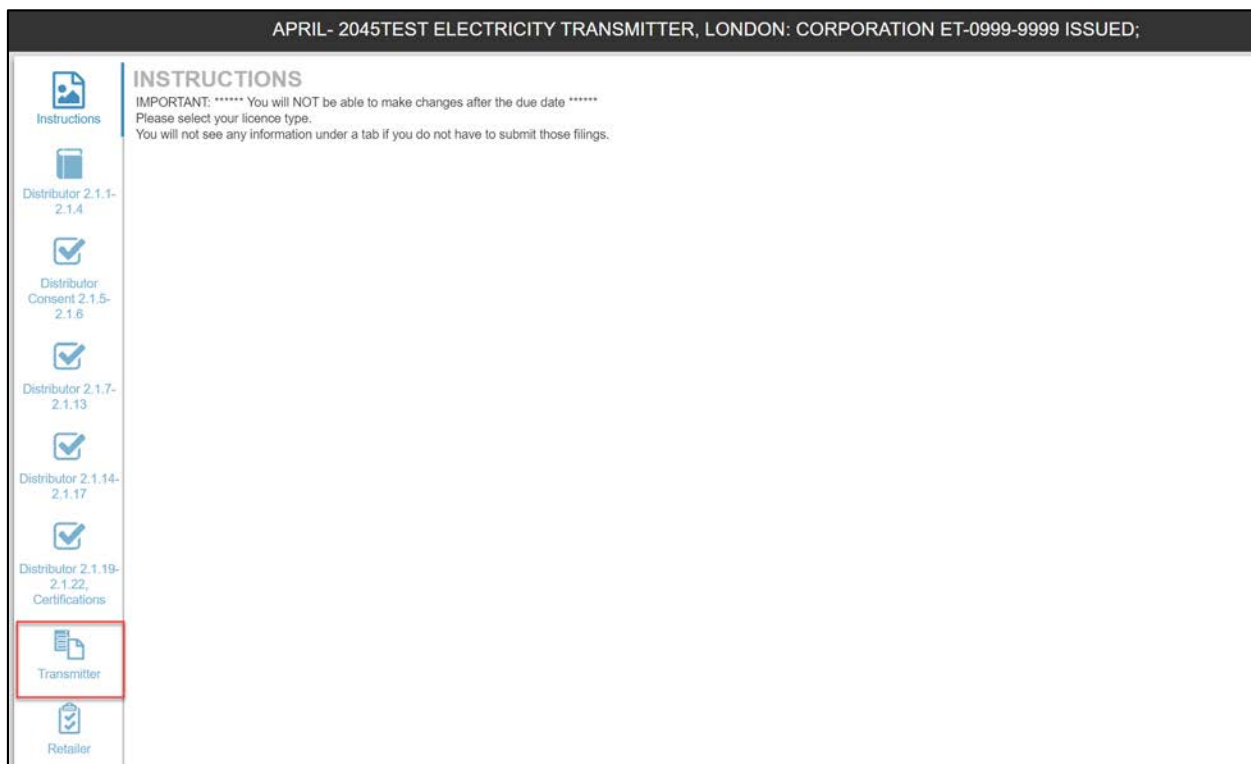 APRIL- 2045TEST ELECTRICITY TRANSMITTER, LONDON: CORPORATION ET-0999-9999 ISSUED;
Instructions
INSTRUCTIONS
IMPORTANT: ****** You will NOT be able to make changes after the due date ******
Please select your licence type.
You will not see any information under a tab if you do not have to submit those filings.
Distributor 2.1.1-
2.1.4
Distributor
Consent 2.1.5-
2.1.6
Distributor 2.1.7-
2.1.13
Distributor 2.1.14-
2.1.17
Distributor 2.1.19-
2.1.22,
Certifications
Transmitter
Retailer